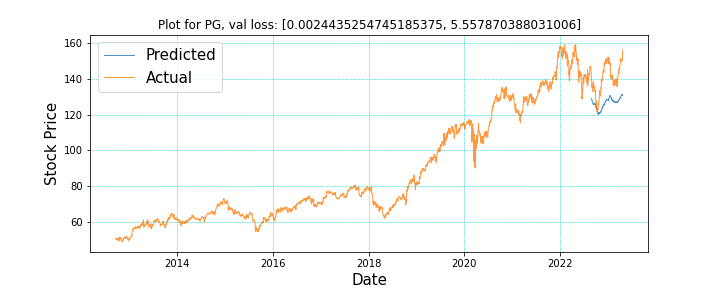 Plot for PG, val loss: [0.0024435254745185375, 5.557870388031006]
Predicted
Actual
Stock Price
160
140
120
100
80
60
2014
2016
2018
2020
2022
Date